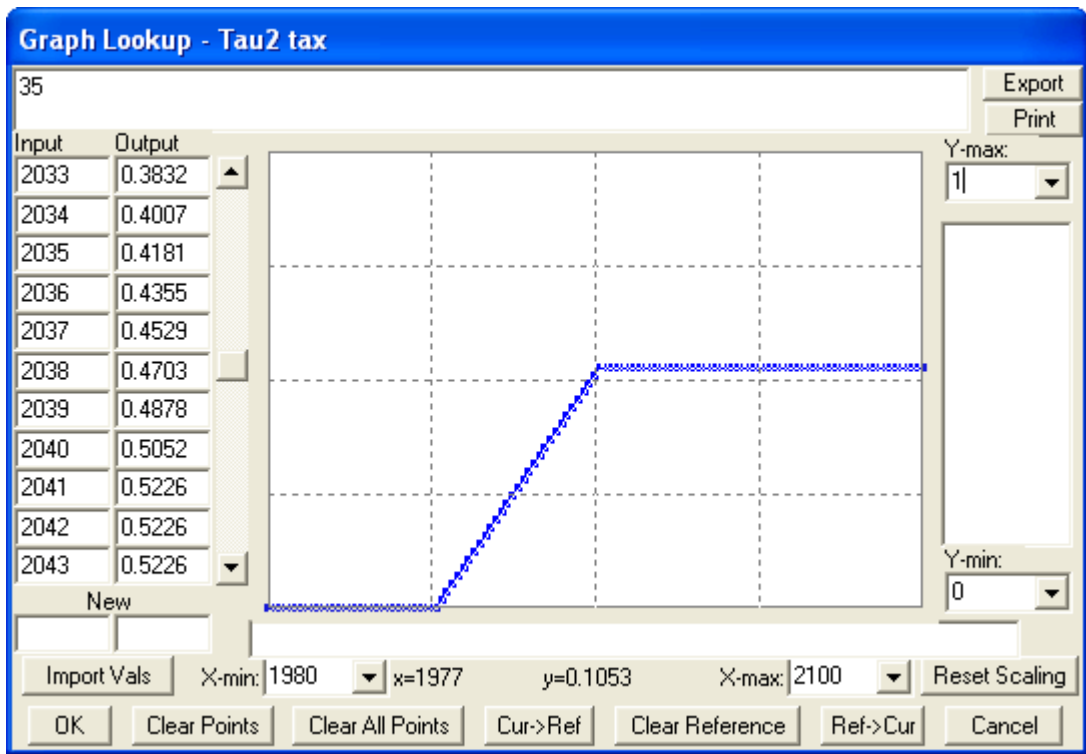 Graph Lookup - Tau2 tax
35
Export
Print
Input Output
Y-max:
2033 0.3832
1
2034 0.4007
2035 0.4181
2036 0.4355
2037 0.4529
2038 0.4703
2039 0.4878
2040 0.5052
2041 0.5226
2042 0.5226
2043 0.5226
Y-min:
0
New
Import Vals X-min: 1980 x=1977 y=0.1053 X-max: 2100 Reset Scaling
OK Clear Points Clear All Points Cur->Ref Clear Reference Ref->Cur Cancel